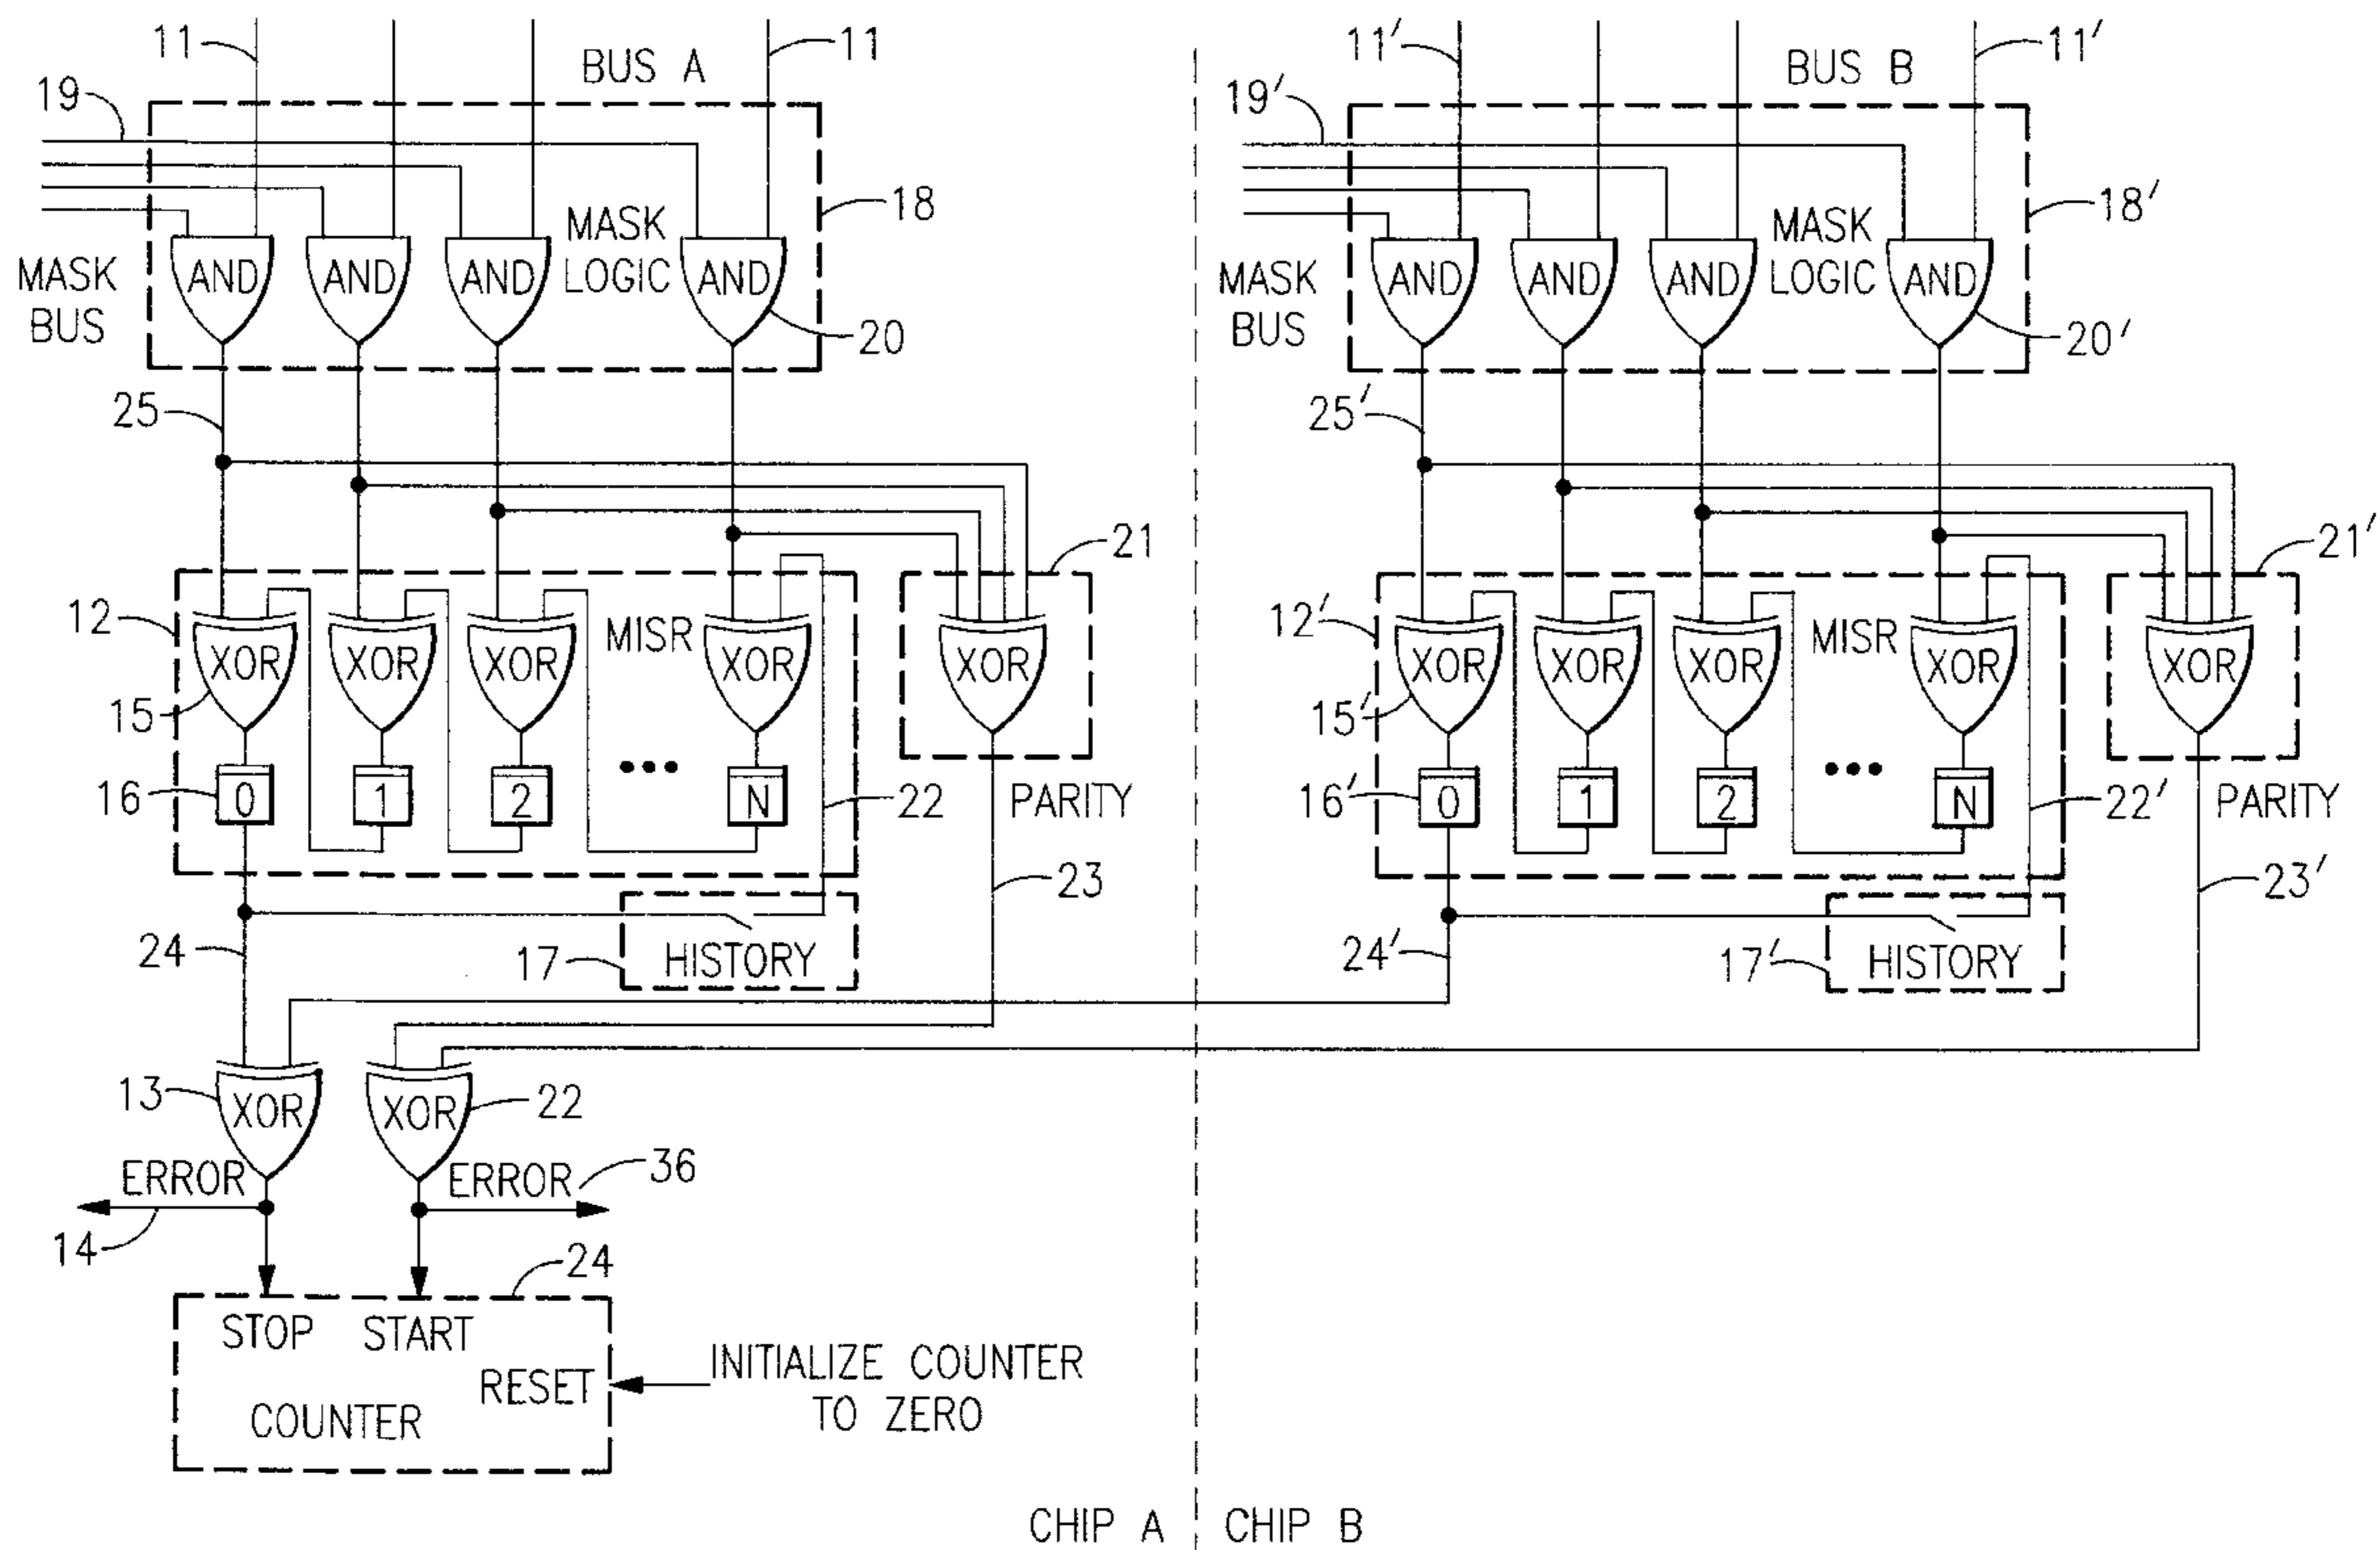 11
BUS A
11
11′
BUS B
11′
19
19′
MASK LOGIC
18
MASK LOGIC
18′
AND AND AND AND
AND AND AND AND
MASK BUS
20
MASK BUS
20′
25
25′
21
21′
12
MISR
12′
MISR
XOR XOR XOR XOR XOR
XOR XOR XOR XOR XOR
15
15′
16
0 1 2 ••• N
22
PARITY
16′
0 1 2 ••• N
22′
PARITY
23
23′
24
17
HISTORY
24′
17′
HISTORY
13
XOR
XOR
22
ERROR
ERROR
36
14
24
STOP START
RESET
COUNTER
INITIALIZE COUNTER
TO ZERO
CHIP A
CHIP B